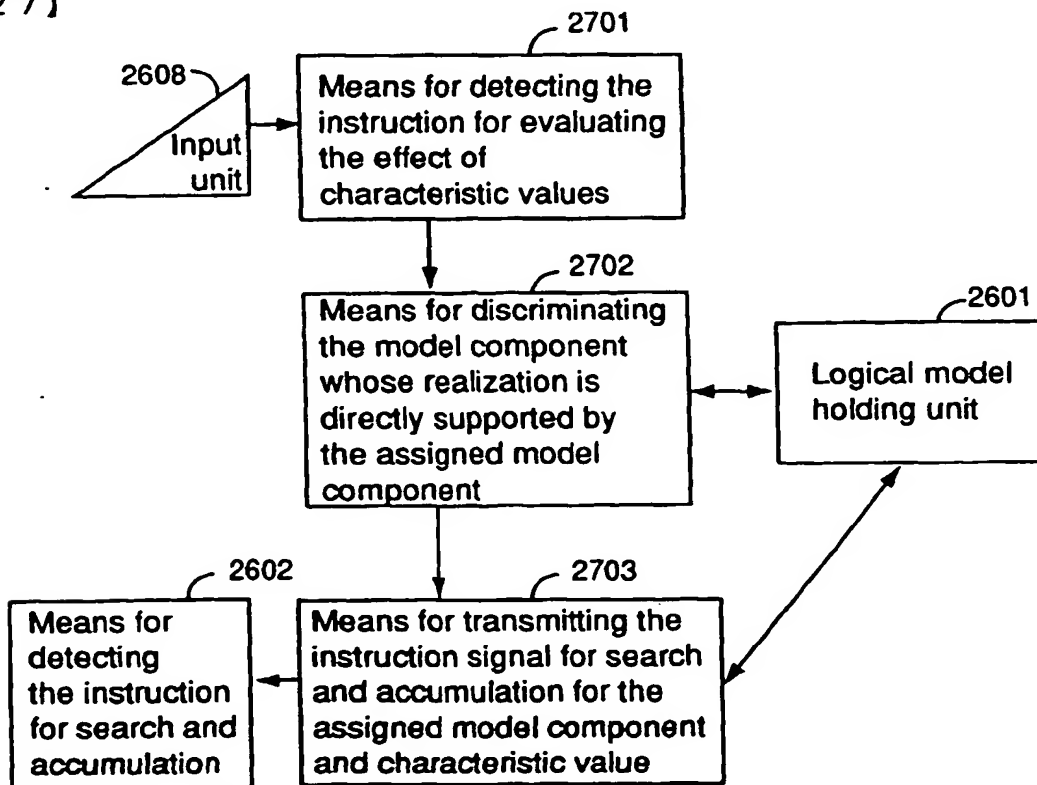 27】
2701
2608
Means for detecting the
instruction for evaluating
the effect of
characteristic values
Input
unit
2702
Means for discriminating
the model component
whose realization is
directly supported by
the assigned model
component
2601
Logical model
holding unit
2602
Means for
detecting
the instruction
for search and
accumulation
2703
Means for transmitting the
instruction signal for search
and accumulation for the
assigned model component
and characteristic value